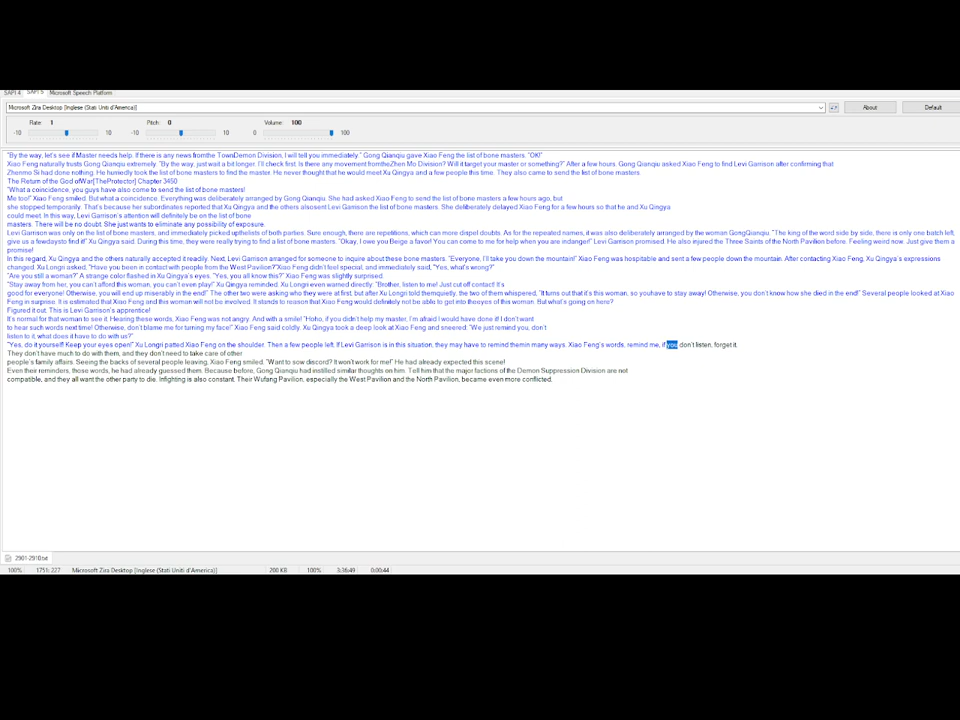 SAPI 4 SAPI 5 Microsoft Speech Platform
Microsoft Zira Desktop [Inglese (Stati Uniti d'America)] About Default
Rate: 1 Pitch: 0 Volume: 100
-10 10 -10 10 0 100
"By the way, let's see if Master needs help. If there is any news fromthe TownDemon Division, I will tell you immediately." Gong Qianqiu gave Xiao Feng the list of bone masters. "OK!"
Xiao Feng naturally trusts Gong Qianqiu extremely. "By the way, just wait a bit longer. I'll check first. Is there any movement fromtheZhen Mo Division? Will it target your master or something?" After a few hours. Gong Qianqiu asked Xiao Feng to find Levi Garrison after confirming that
Zhenmo Si had done nothing. He hurriedly took the list of bone masters to find the master. He never thought that he would meet Xu Qingya and a few people this time. They also came to send the list of bone masters
The Return of the God ofWar[TheProtector] Chapter 3450
"What a coincidence, you guys have also come to send the list of bone masters!
Me too!" Xiao Feng smiled. But what a coincidence. Everything was deliberately arranged by Gong Qianqiu. She had asked Xiao Feng to send the list of bone masters a few hours ago, but
she stopped temporarily. That's because her subordinates reported that Xu Qingya and the others alsosent Levi Garrison the list of bone masters. She deliberately delayed Xiao Feng for a few hours so that he and Xu Qingya
could meet. In this way, Levi Garrison's attention will definitely be on the list of bone
masters. There will be no doubt. She just wants to eliminate any possibility of exposure.
Levi Garrison was only on the list of bone masters, and immediately picked upthelists of both parties. Sure enough, there are repetitions, which can more dispel doubts. As for the repeated names, it was also deliberately arranged by the woman GongQianqiu. "The king of the word side by side, there is only one batch left,
give us a fewdaysto find it!" Xu Qingya said. During this time, they were really trying to find a list of bone masters. "Okay, I owe you Beige a favor! You can come to me for help when you are indanger!" Levi Garrison promised. He also injured the Three Saints of the North Pavilion before. Feeling weird now. Just give them a
promise!
In this regard, Xu Qingya and the others naturally accepted it readily. Next, Levi Garrison arranged for someone to inquire about these bone masters. "Everyone, I'll take you down the mountain!" Xiao Feng was hospitable and sent a few people down the mountain. After contacting Xiao Feng, Xu Qingya's expressions
changed. Xu Longri asked, "Have you been in contact with people from the West Pavilion?"Xiao Feng didn't feel special, and immediately said, "Yes, what's wrong?"
"Are you still a woman?" A strange color flashed in Xu Qingya's eyes. "Yes, you all know this?" Xiao Feng was slightly surprised.
"Stay away from her, you can't afford this woman, you can't even play!" Xu Qingya reminded. Xu Longri even warned directly: "Brother, listen to me! Just cut off contact! It's
good for everyone! Otherwise, you will end up miserably in the end!" The other two were asking who they were at first, but after Xu Longri told themquietly, the two of them whispered, "It turns out that it's this woman, so youhave to stay away! Otherwise, you don't know how she died in the end!" Several people looked at Xiao
Feng in surprise. It is estimated that Xiao Feng and this woman will not be involved. It stands to reason that Xiao Feng would definitely not be able to get into theeyes of this woman. But what's going on here?
Figured it out. This is Levi Garrison's apprentice!
It's normal for that woman to see it. Hearing these words, Xiao Feng was not angry. And with a smile! "Hoho, if you didn't help my master, I'm afraid I would have done it! I don't want
to hear such words next time! Otherwise, don't blame me for turning my face!" Xiao Feng said coldly. Xu Qingya took a deep look at Xiao Feng and sneered: "We just remind you, don't
listen to it, what does it have to do with us?"
"Yes, do it yourself! Keep your eyes open!" Xu Longri patted Xiao Feng on the shoulder. Then a few people left. If Levi Garrison is in this situation, they may have to remind themin many ways. Xiao Feng's words, remind me, if you don't listen, forget it.
They don't have much to do with them, and they don't need to take care of other
people's family affairs. Seeing the backs of several people leaving, Xiao Feng smiled. "Want to sow discord? It won't work for me!" He had already expected this scene!
Even their reminders, those words, he had already guessed them. Because before, Gong Qianqiu had instilled similar thoughts on him. Tell him that the major factions of the Demon Suppression Division are not
compatible, and they all want the other party to die. Infighting is also constant. Their Wufang Pavilion, especially the West Pavilion and the North Pavilion, became even more conflicted.
2901-2910.txt
100% 1751: 227 Microsoft Zira Desktop [Inglese (Stati Uniti d'America)] 200 KB 100% 3:36:49 0:00:44